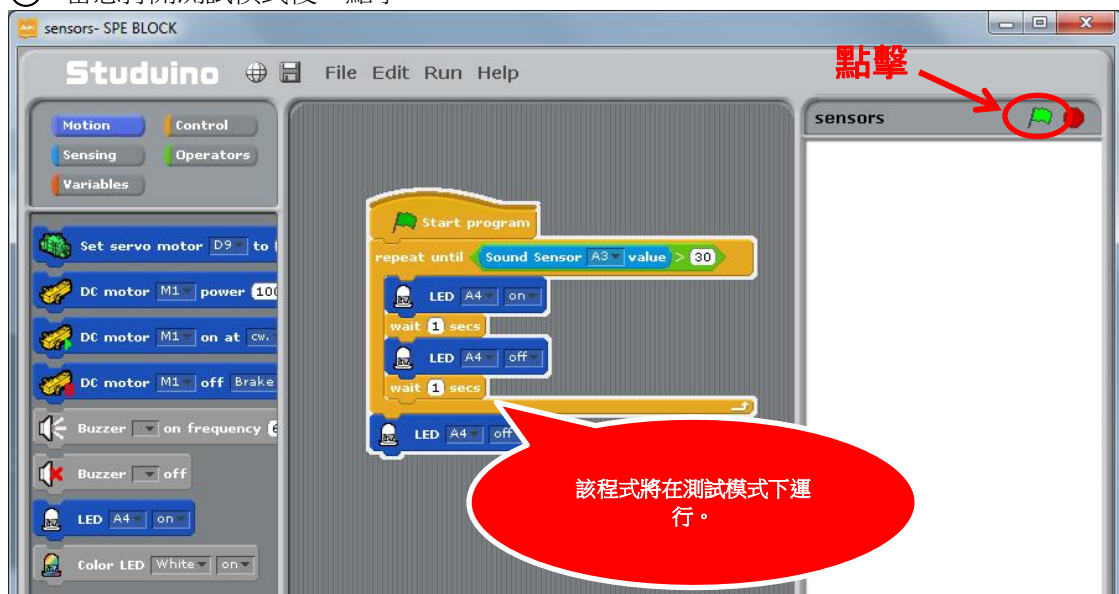 sensors- SPE BLOCK
Studuino File Edit Run Help
點擊
Motion Control
Sensing Operators
Variables
sensors
Set servo motor D9 to
DC motor M1 power 100
DC motor M1 on at cw.
DC motor M1 off Brake
Buzzer on frequency
Buzzer off
LED A4 on
Color LED White on
Start program
repeat until Sound Sensor A3 value > 30
LED A4 on
wait 1 secs
LED A4 off
wait 1 secs
LED A4 off
該程式將在測試模式下運
行。